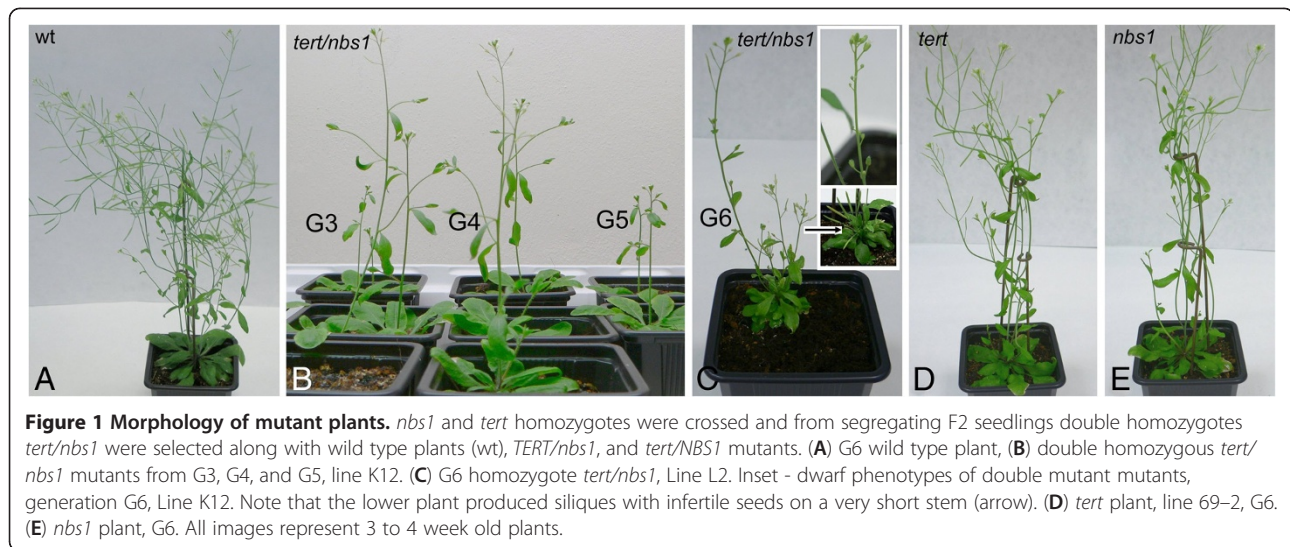 wt
tert/nbs1
tert/nbs1
tert
nbs1
G3
G4
G5
G6
A
B
C
D
E
Figure 1 Morphology of mutant plants. nbs1 and tert homozygotes were crossed and from segregating F2 seedlings double homozygotes
tert/nbs1 were selected along with wild type plants (wt), TERT/nbs1, and tert/NBS1 mutants. (A) G6 wild type plant, (B) double homozygous tert/
nbs1 mutants from G3, G4, and G5, line K12. (C) G6 homozygote tert/nbs1, Line L2. Inset - dwarf phenotypes of double mutant mutants,
generation G6, Line K12. Note that the lower plant produced siliques with infertile seeds on a very short stem (arrow). (D) tert plant, line 69–2, G6.
(E) nbs1 plant, G6. All images represent 3 to 4 week old plants.